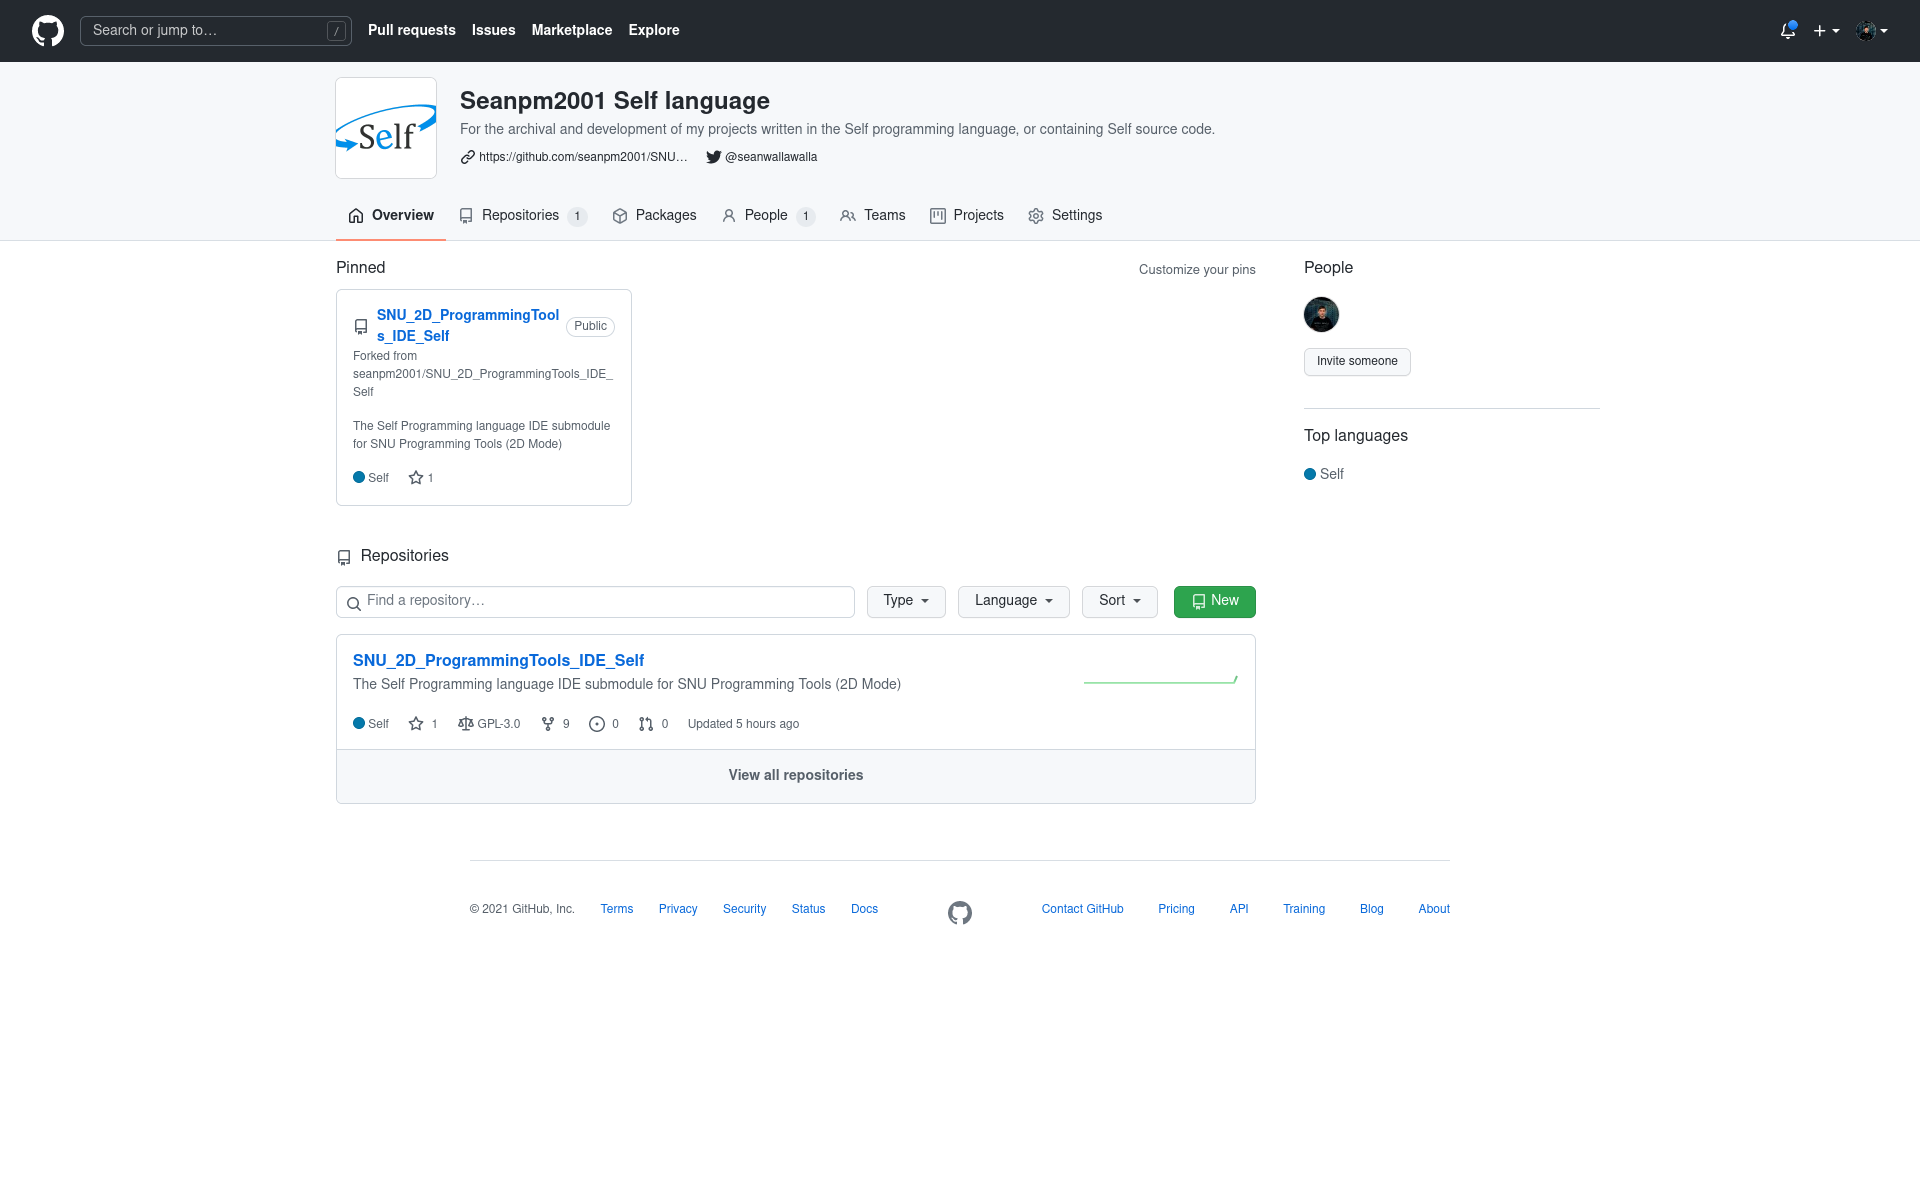 Search or jump to… /
Pull requests Issues Marketplace Explore
Self
Seanpm2001 Self language
For the archival and development of my projects written in the Self programming language, or containing Self source code.
https://github.com/seanpm2001/SNU… @seanwallawalla
Overview Repositories 1 Packages People 1 Teams Projects Settings
Pinned
Customize your pins
SNU_2D_ProgrammingTool
s_IDE_Self
Public
Forked from
seanpm2001/SNU_2D_ProgrammingTools_IDE_
Self
The Self Programming language IDE submodule
for SNU Programming Tools (2D Mode)
Self 1
People
Invite someone
Top languages
Self
Repositories
Find a repository…
Type Language Sort New
SNU_2D_ProgrammingTools_IDE_Self
The Self Programming language IDE submodule for SNU Programming Tools (2D Mode)
Self 1 GPL-3.0 9 0 0 Updated 5 hours ago
View all repositories
© 2021 GitHub, Inc. Terms Privacy Security Status Docs Contact GitHub Pricing API Training Blog About